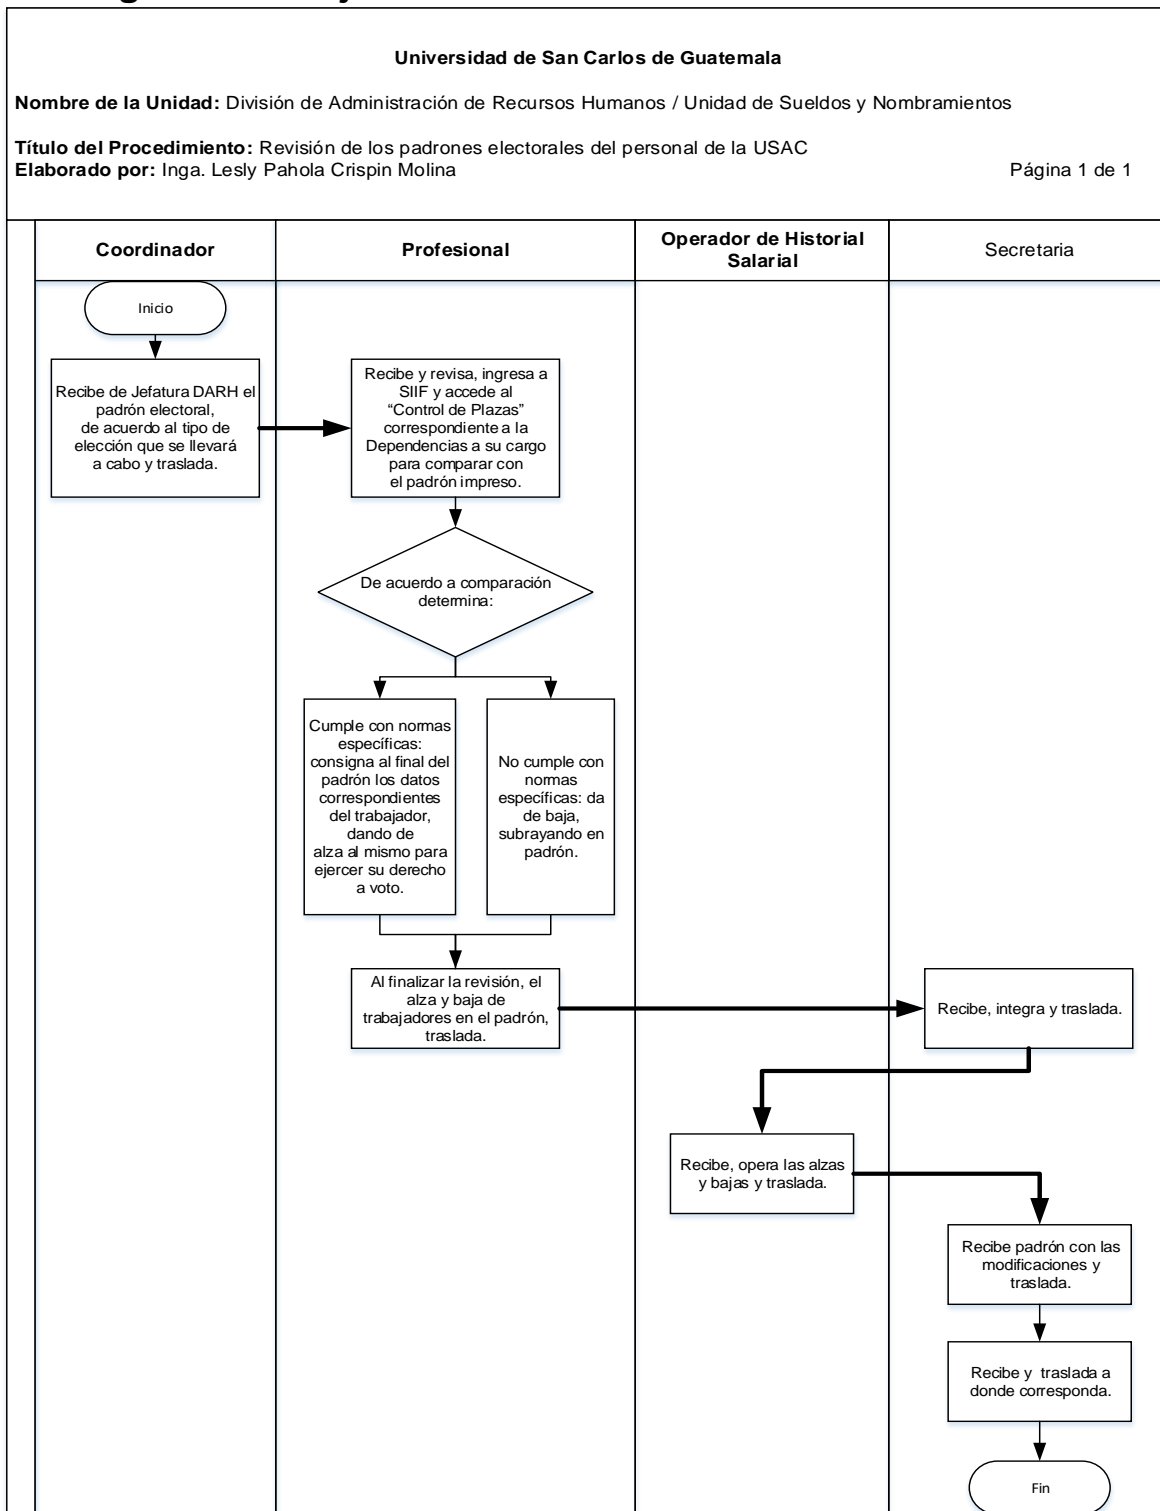 Universidad de San Carlos de Guatemala
Nombre de la Unidad: División de Administración de Recursos Humanos / Unidad de Sueldos y Nombramientos
Título del Procedimiento: Revisión de los padrones electorales del personal de la USAC
Elaborado por: Inga. Lesly Pahola Crispin Molina
Página 1 de 1
Coordinador
Profesional
Operador de Historial
Salarial
Secretaria
Inicio
Recibe de Jefatura DARH el
padrón electoral,
de acuerdo al tipo de
elección que se llevará
a cabo y traslada.
Recibe y revisa, ingresa a
SIIF y accede al
“Control de Plazas”
correspondiente a la
Dependencias a su cargo
para comparar con
el padrón impreso.
De acuerdo a comparación
determina:
Cumple con normas
específicas:
consigna al final del
padrón los datos
correspondientes
del trabajador,
dando de
alza al mismo para
ejercer su derecho
a voto.
No cumple con
normas
específicas: da
de baja,
subrayando en
padrón.
Al finalizar la revisión, el
alza y baja de
trabajadores en el padrón,
traslada.
Recibe, integra y traslada.
Recibe, opera las alzas
y bajas y traslada.
Recibe padrón con las
modificaciones y
traslada.
Recibe y traslada a
donde corresponda.
Fin